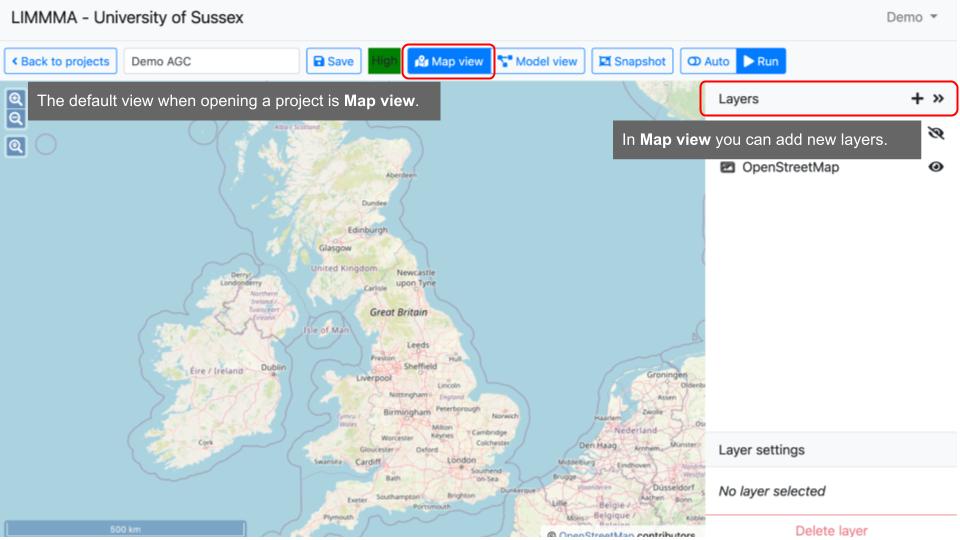 LIMMMA - University of Sussex
Demo
Back to projects
Demo AGC
Save
High
Map view
Model view
Snapshot
Auto
Run
The default view when opening a project is Map view.
Layers
In Map view you can add new layers.
OpenStreetMap
Alba / Scotland
Aberdeen
Dundee
Edinburgh
Glasgow
United Kingdom
Newcastle
upon Tyne
Carlisle
Derry/
Londonderry
Northern
Ireland /
Tuaisceart
Éireann
Great Britain
Isle of Man
Leeds
Preston
Hull
Sheffield
Liverpool
Éire / Ireland
Dublin
Lincoln
Nottingham
England
Birmingham
Peterborough
Norwich
Cymru /
Wales
Milton
Keynes
Cambridge
Worcester
Colchester
Gloucester
Oxford
Cork
Swansea
Cardiff
London
Southend
-on-Sea
Bath
Exeter
Southampton
Brighton
Portsmouth
Plymouth
Groningen
Oldenb
Assen
Zwolle
Haarlem
Nederland
Den Haag
Arnhem
Münster
Middelburg
Eindhoven
Brugge
Dunkerque
Düsseldorf
Lille
België /
Belgique
Aachen
Bonn
Mons
Koblen
500 km
© OpenStreetMap contributors
Layer settings
No layer selected
Delete layer